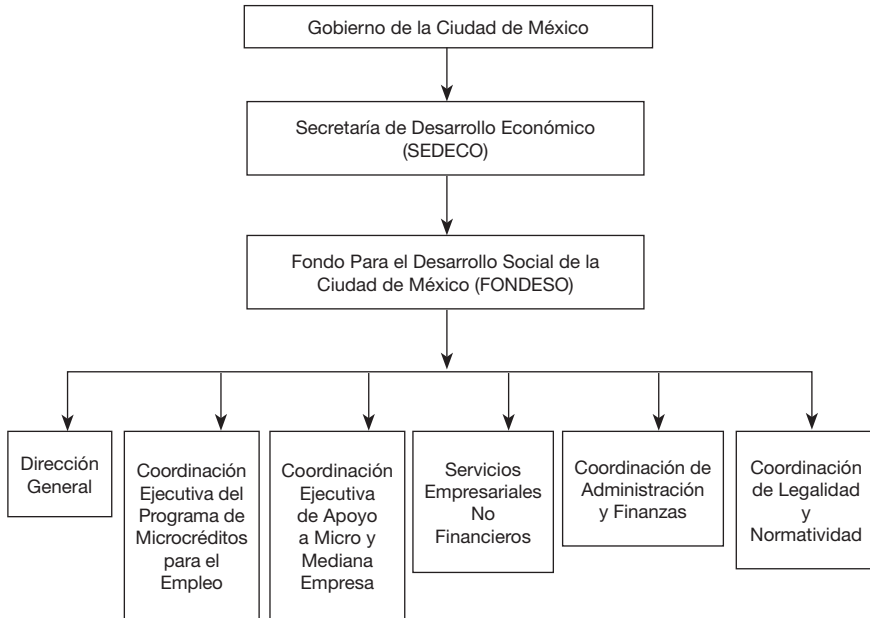 Gobierno de la Ciudad de México
Secretaría de Desarrollo Económico
(SEDECO)
Fondo Para el Desarrollo Social de la
Ciudad de México (FONDESO)
Dirección
General
Coordinación
Ejecutiva del
Programa de
Microcréditos
para el
Empleo
Coordinación
Ejecutiva
de Apoyo
a Micro y
Mediana
Empresa
Servicios
Empresariales
No
Financieros
Coordinación de
Administración
y Finanzas
Coordinación
de Legalidad
y
Normatividad